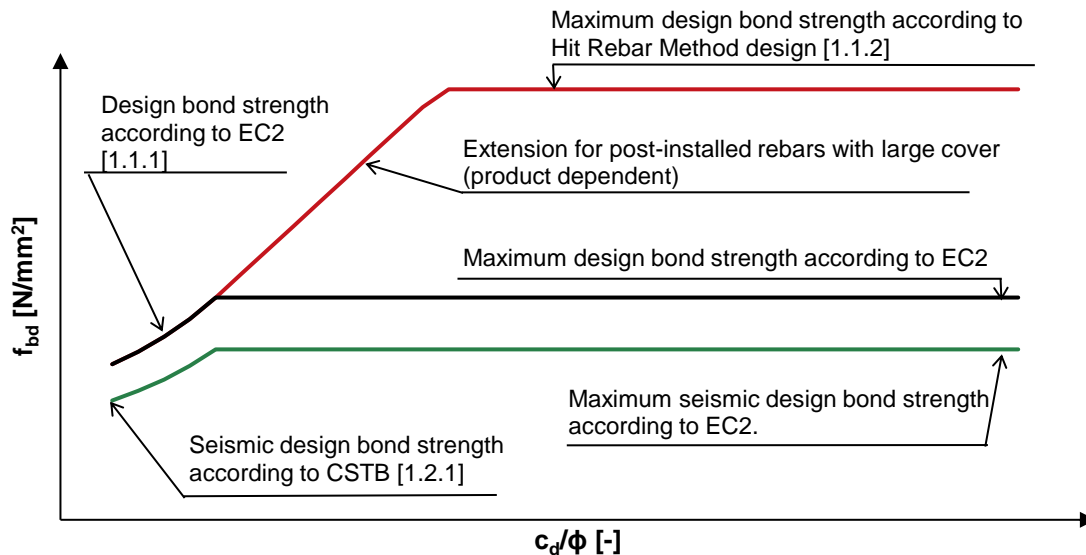 Maximum design bond strength according to
Hit Rebar Method design [1.1.2]
Design bond strength
according to EC2
[1.1.1]
Extension for post-installed rebars with large cover
(product dependent)
Maximum design bond strength according to EC2
f_bd [N/mm²]
Maximum seismic design bond strength
according to EC2.
Seismic design bond strength
according to CSTB [1.2.1]
c_d/ϕ [-]